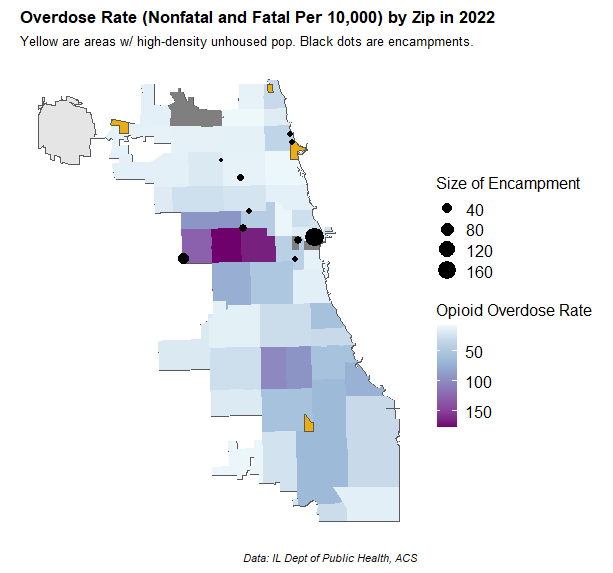 Overdose Rate (Nonfatal and Fatal Per 10,000) by Zip in 2022
Yellow are areas w/ high-density unhoused pop. Black dots are encampments.
Size of Encampment
40
80
120
160
Opioid Overdose Rate
50
100
150
Data: IL Dept of Public Health, ACS